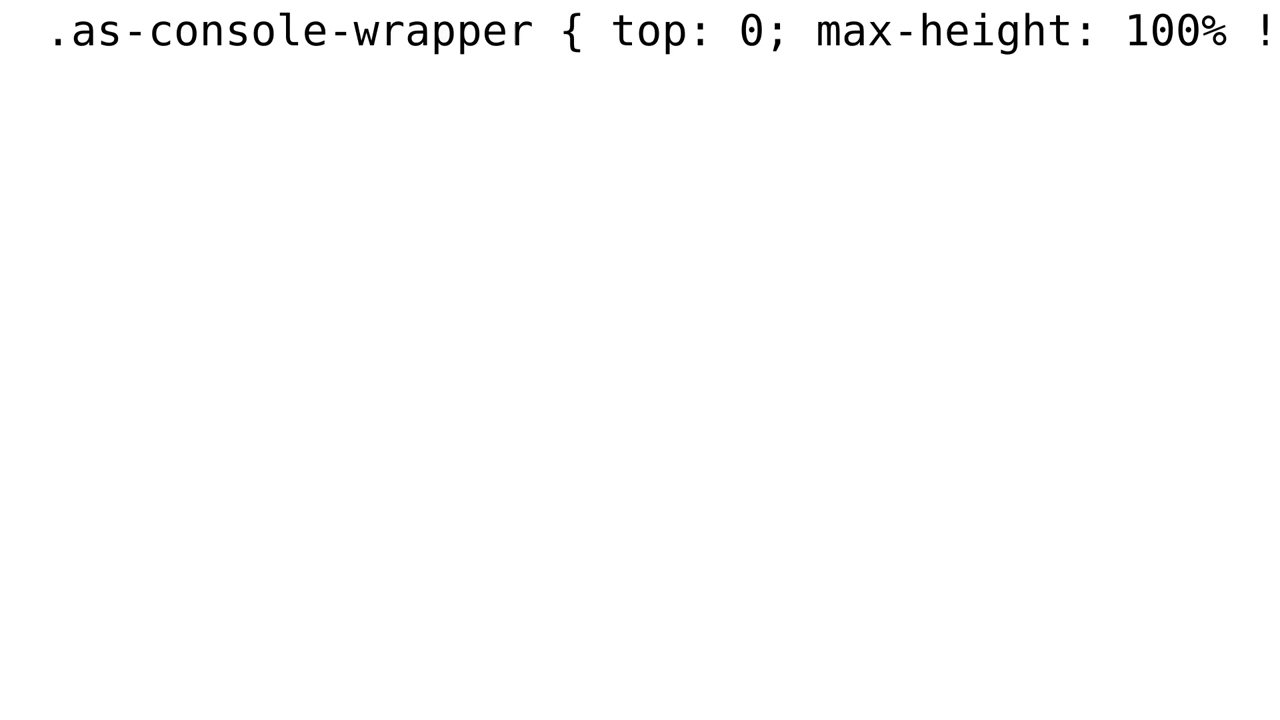 .as-console-wrapper { top: 0; max-height: 100% !